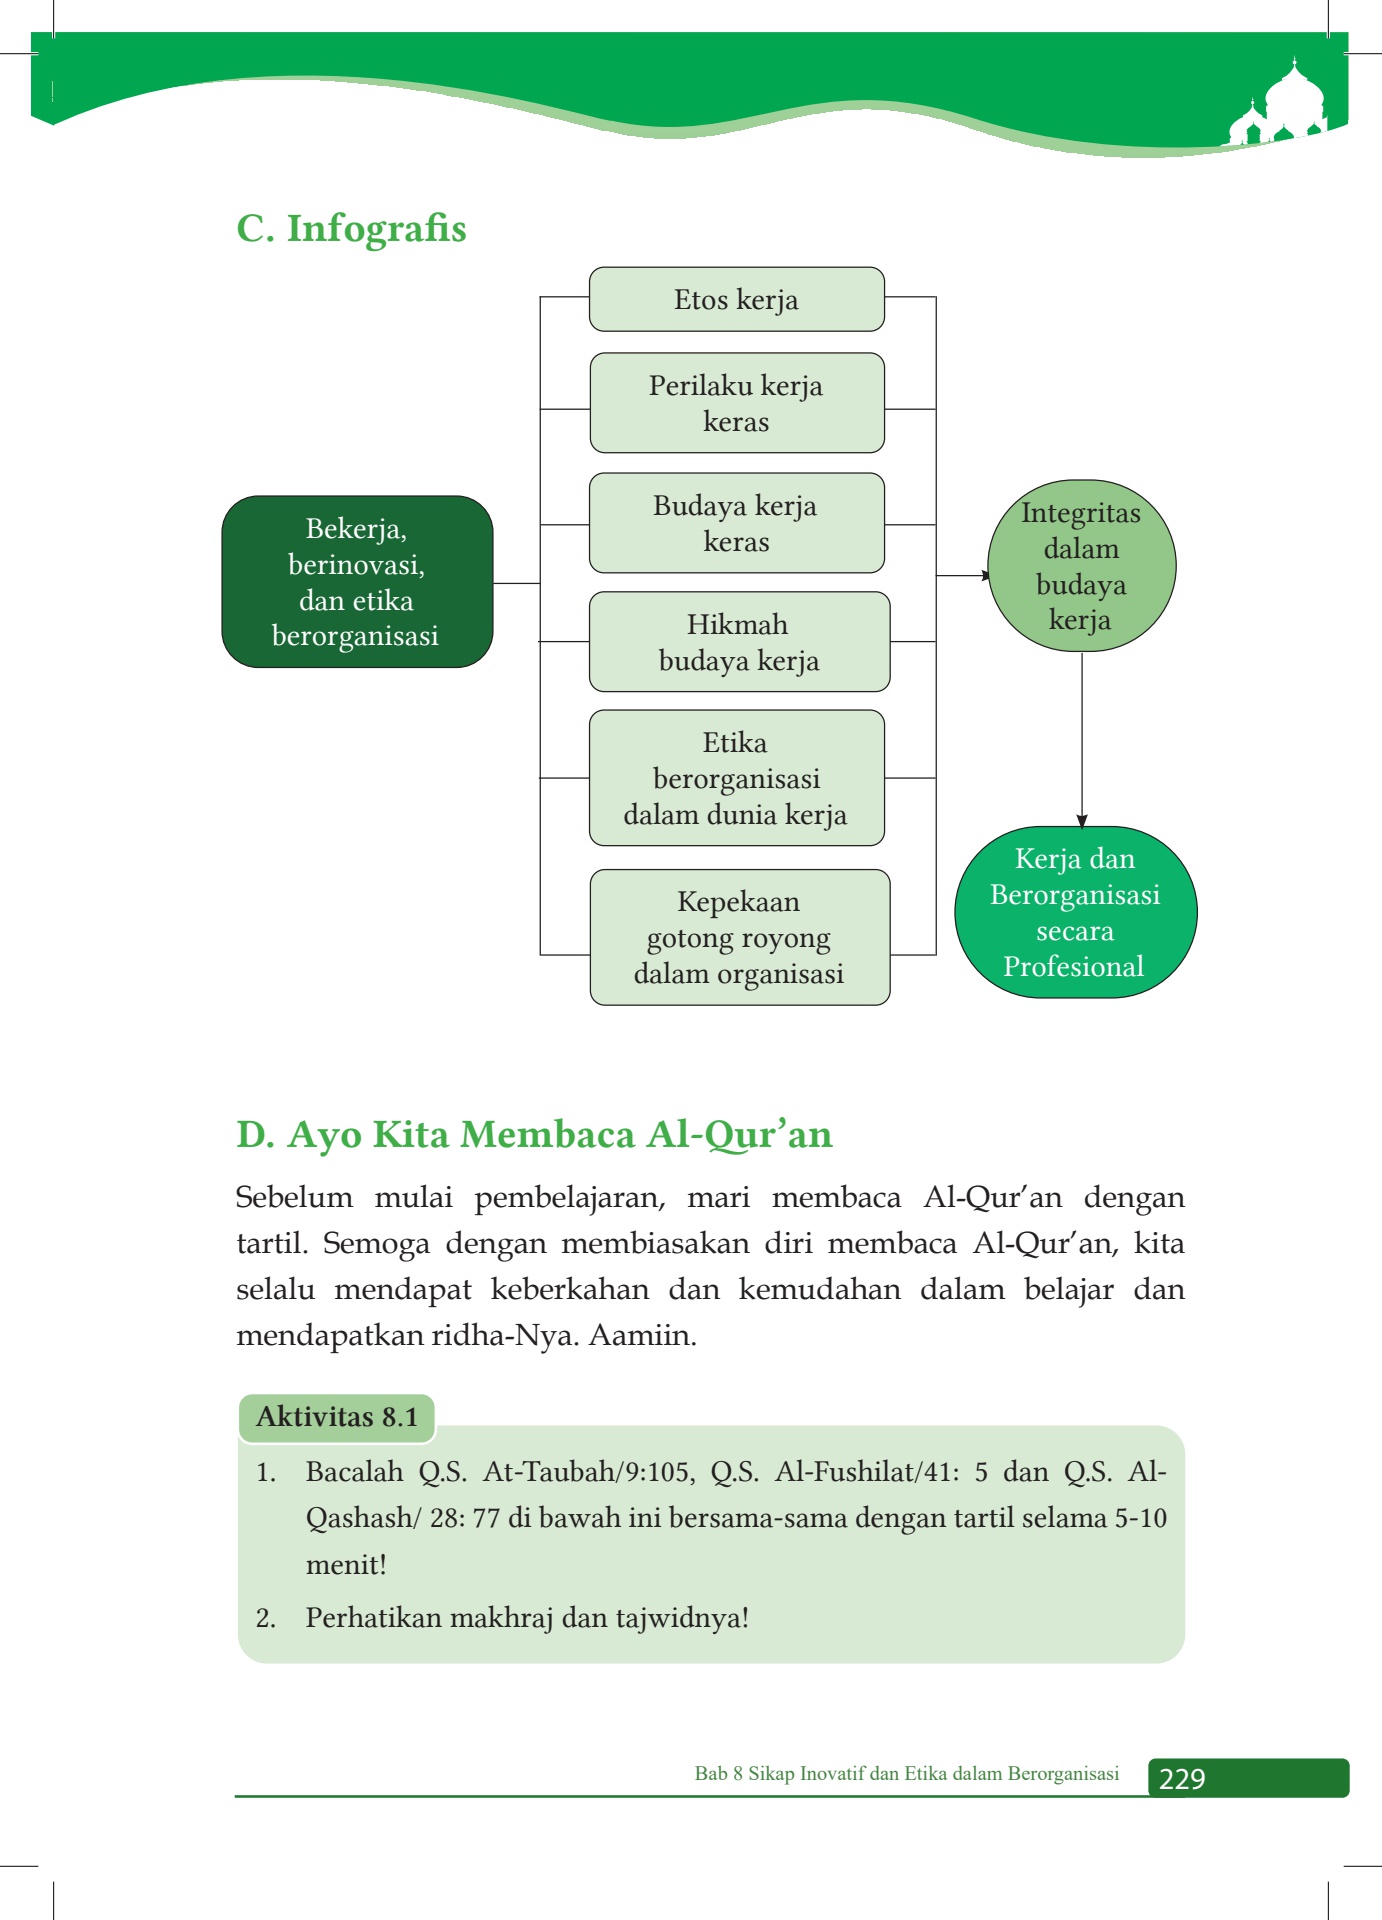 C. Infografis
Etos kerja
Perilaku kerja
keras
Budaya kerja
keras
Bekerja,
berinovasi,
dan etika
berorganisasi
Hikmah
budaya kerja
Etika
berorganisasi
dalam dunia kerja
Kepekaan
gotong royong
dalam organisasi
Integritas
dalam
budaya
kerja
Kerja dan
Berorganisasi
secara
Profesional
D. Ayo Kita Membaca Al-Qur’an
Sebelum mulai pembelajaran, mari membaca Al-Qur’an dengan
tartil. Semoga dengan membiasakan diri membaca Al-Qur’an, kita
selalu mendapat keberkahan dan kemudahan dalam belajar dan
mendapatkan ridha-Nya. Aamiin.
Aktivitas 8.1
1. Bacalah Q.S. At-Taubah/9:105, Q.S. Al-Fushilat/41: 5 dan Q.S. Al-
Qashash/ 28: 77 di bawah ini bersama-sama dengan tartil selama 5-10
menit!
2. Perhatikan makhraj dan tajwidnya!
Bab 8 Sikap Inovatif dan Etika dalam Berorganisasi
229